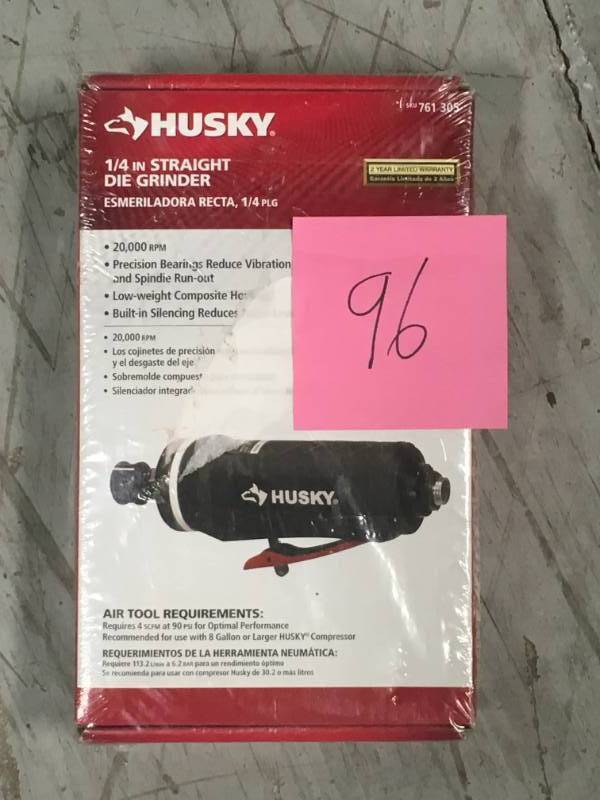 HUSKY®
SKU 761 305
1/4 IN STRAIGHT
DIE GRINDER
ESMERILADORA RECTA, 1/4 PLG
2 YEAR LIMITED WARRANTY
Garantía Limitada de 2 Años
• 20,000 RPM
• Precision Bearings Reduce Vibration
and Spindle Run-out
• Low-weight Composite
• Built-in Silencing Reduces
• 20,000 RPM
• Los cojinetes de precisión
y el desgaste del eje
• Sobremolde
• Silenciador
96
HUSKY®
AIR TOOL REQUIREMENTS:
Requires 4 SCFM at 90 PSI for Optimal Performance
Recommended for use with 8 Gallon or Larger HUSKY® Compressor
REQUERIMIENTOS DE LA HERRAMIENTA NEUMÁTICA:
Requiere 113.2 L/min a 6.2 BAR para un rendimiento óptimo
Se recomienda para usar con compresor Husky de 30.2 o más litros